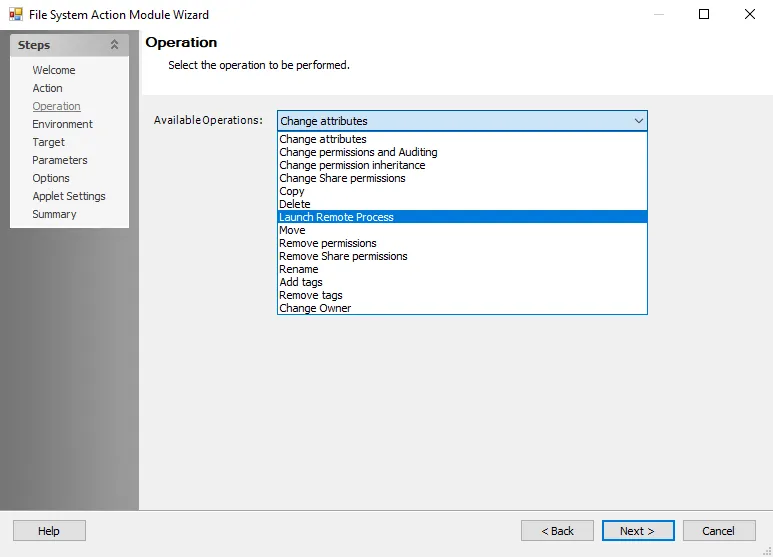 File System Action Module Wizard
Steps
Welcome
Action
Operation
Environment
Target
Parameters
Options
Applet Settings
Summary
Operation
Select the operation to be performed.
Available Operations:
Change attributes
Change attributes
Change permissions and Auditing
Change permission inheritance
Change Share permissions
Copy
Delete
Launch Remote Process
Move
Remove permissions
Remove Share permissions
Rename
Add tags
Remove tags
Change Owner
Help
< Back
Next >
Cancel